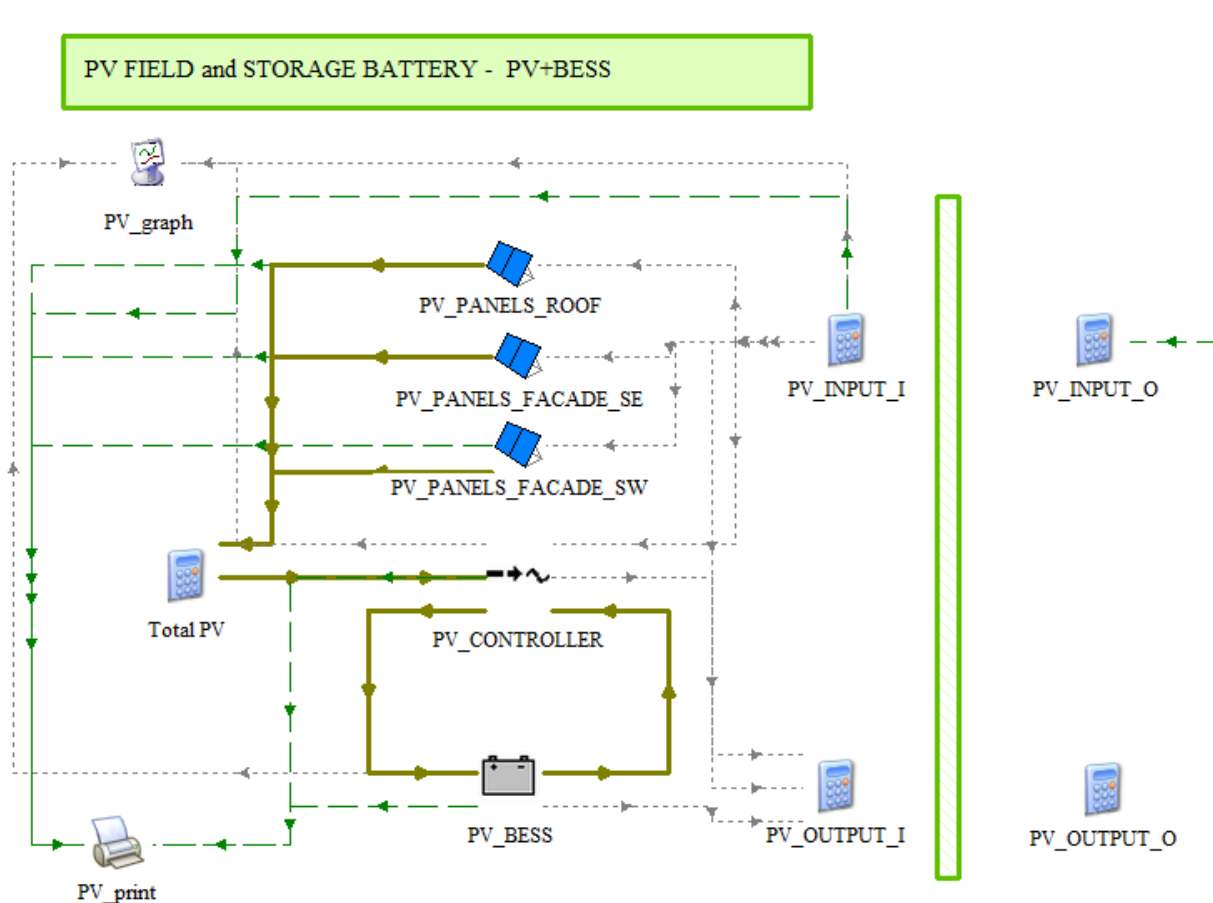 PV FIELD and STORAGE BATTERY - PV+BESS
PV_graph
PV_PANELS_ROOF
PV_PANELS_FACADE_SE
PV_INPUT_I
PV_INPUT_O
PV_PANELS_FACADE_SW
Total PV
PV_CONTROLLER
PV_BESS
PV_OUTPUT_I
PV_OUTPUT_O
PV_print